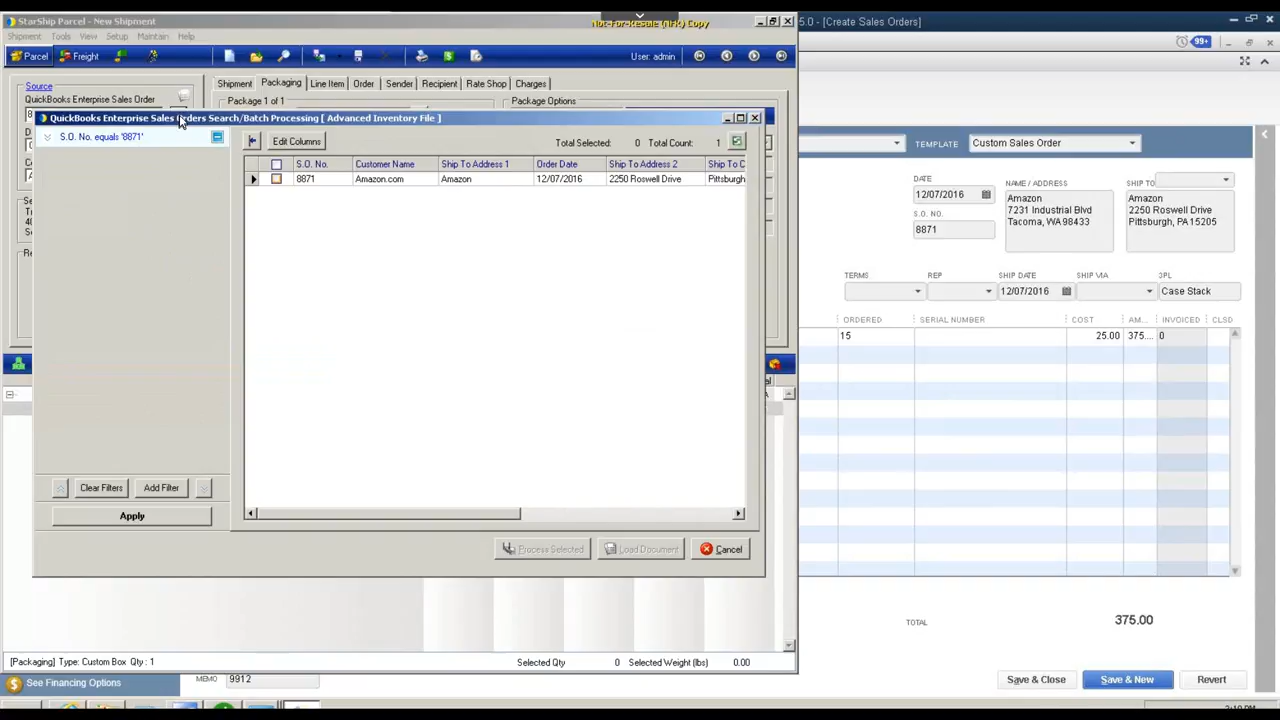 StarShip Parcel - New Shipment
Not-For-Resale (NFR) Copy
5.0 - [Create Sales Orders]
Shipment Tools View Setup Maintain Help
99+
Parcel Freight User: admin
Source
QuickBooks Enterprise Sales Order
Shipment Packaging Line Item Order Sender Recipient Rate Shop Charges
Package 1 of 1 Package Options
QuickBooks Enterprise Sales Orders Search/Batch Processing [ Advanced Inventory File ]
S.O. No. equals '8871'
Edit Columns Total Selected: 0 Total Count: 1
S.O. No. Customer Name Ship To Address 1 Order Date Ship To Address 2 Ship To C
8871 Amazon.com Amazon 12/07/2016 2250 Roswell Drive Pittsburgh
Clear Filters Add Filter
Apply
Process Selected Load Document Cancel
TEMPLATE Custom Sales Order
DATE
12/07/2016
S.O. NO.
8871
NAME / ADDRESS
Amazon
7231 Industrial Blvd
Tacoma, WA 98433
SHIP TO
Amazon
2250 Roswell Drive
Pittsburgh, PA 15205
TERMS REP SHIP DATE SHIP VIA 3PL
12/07/2016 Case Stack
ORDERED SERIAL NUMBER COST AM... INVOICED CLSD
15 25.00 375.... 0
TOTAL 375.00
[Packaging] Type: Custom Box Qty : 1 Selected Qty 0 Selected Weight (lbs) 0.00
See Financing Options MEMO 9912 Save & Close Save & New Revert